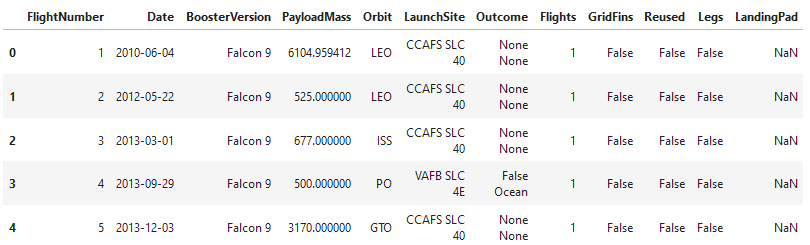 FlightNumber Date BoosterVersion PayloadMass Orbit LaunchSite Outcome Flights GridFins Reused Legs LandingPad
0 1 2010-06-04 Falcon 9 6104.959412 LEO CCAFS SLC 40 None None 1 False False False NaN
1 2 2012-05-22 Falcon 9 525.000000 LEO CCAFS SLC 40 None None 1 False False False NaN
2 3 2013-03-01 Falcon 9 677.000000 ISS CCAFS SLC 40 None None 1 False False False NaN
3 4 2013-09-29 Falcon 9 500.000000 PO VAFB SLC 4E False Ocean 1 False False False NaN
4 5 2013-12-03 Falcon 9 3170.000000 GTO CCAFS SLC 40 None None 1 False False False NaN